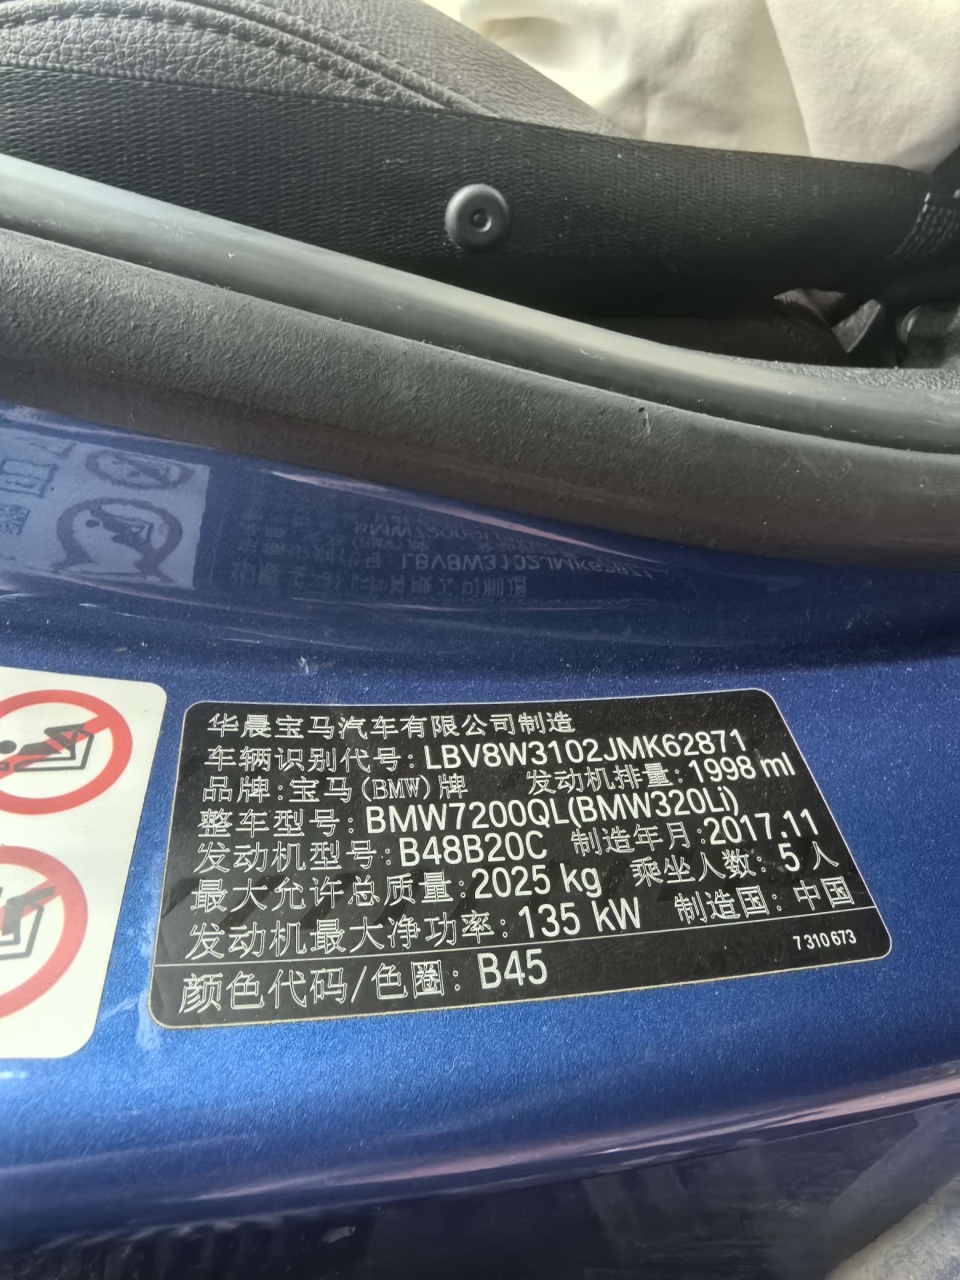 华晨宝马汽车有限公司制造
车辆识别代号: LBV8W3102JMK62871
品牌: 宝马(BMW)牌 发动机排量: 1998 ml
整车型号: BMW7200QL(BMW320Li)
发动机型号: B48B20C 制造年月: 2017.11
最大允许总质量: 2025 kg 乘坐人数: 5 人
发动机最大净功率: 135 kW 制造国: 中国
7 310 673
颜色代码/色圈: B45